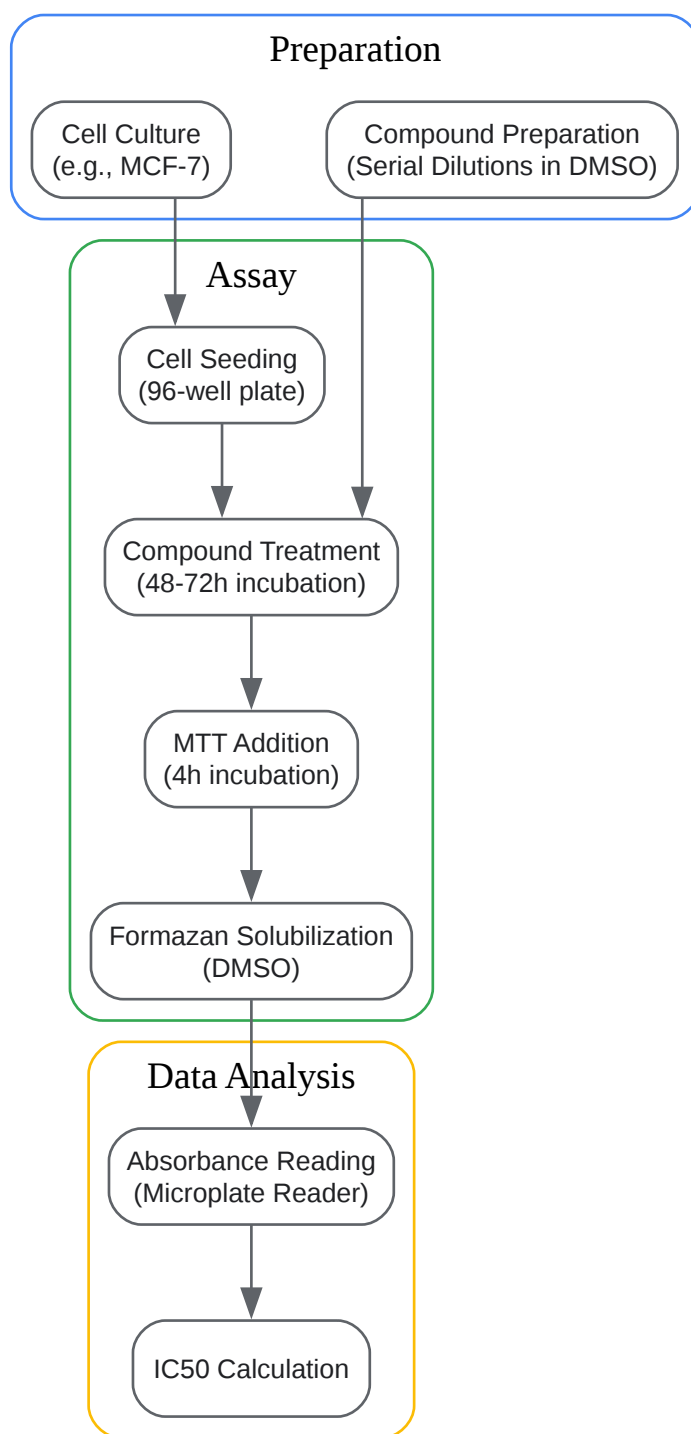 Preparation
Cell Culture
(e.g., MCF-7)
Compound Preparation
(Serial Dilutions in DMSO)
Assay
Cell Seeding
(96-well plate)
Compound Treatment
(48-72h incubation)
MTT Addition
(4h incubation)
Formazan Solubilization
(DMSO)
Data Analysis
Absorbance Reading
(Microplate Reader)
IC50 Calculation